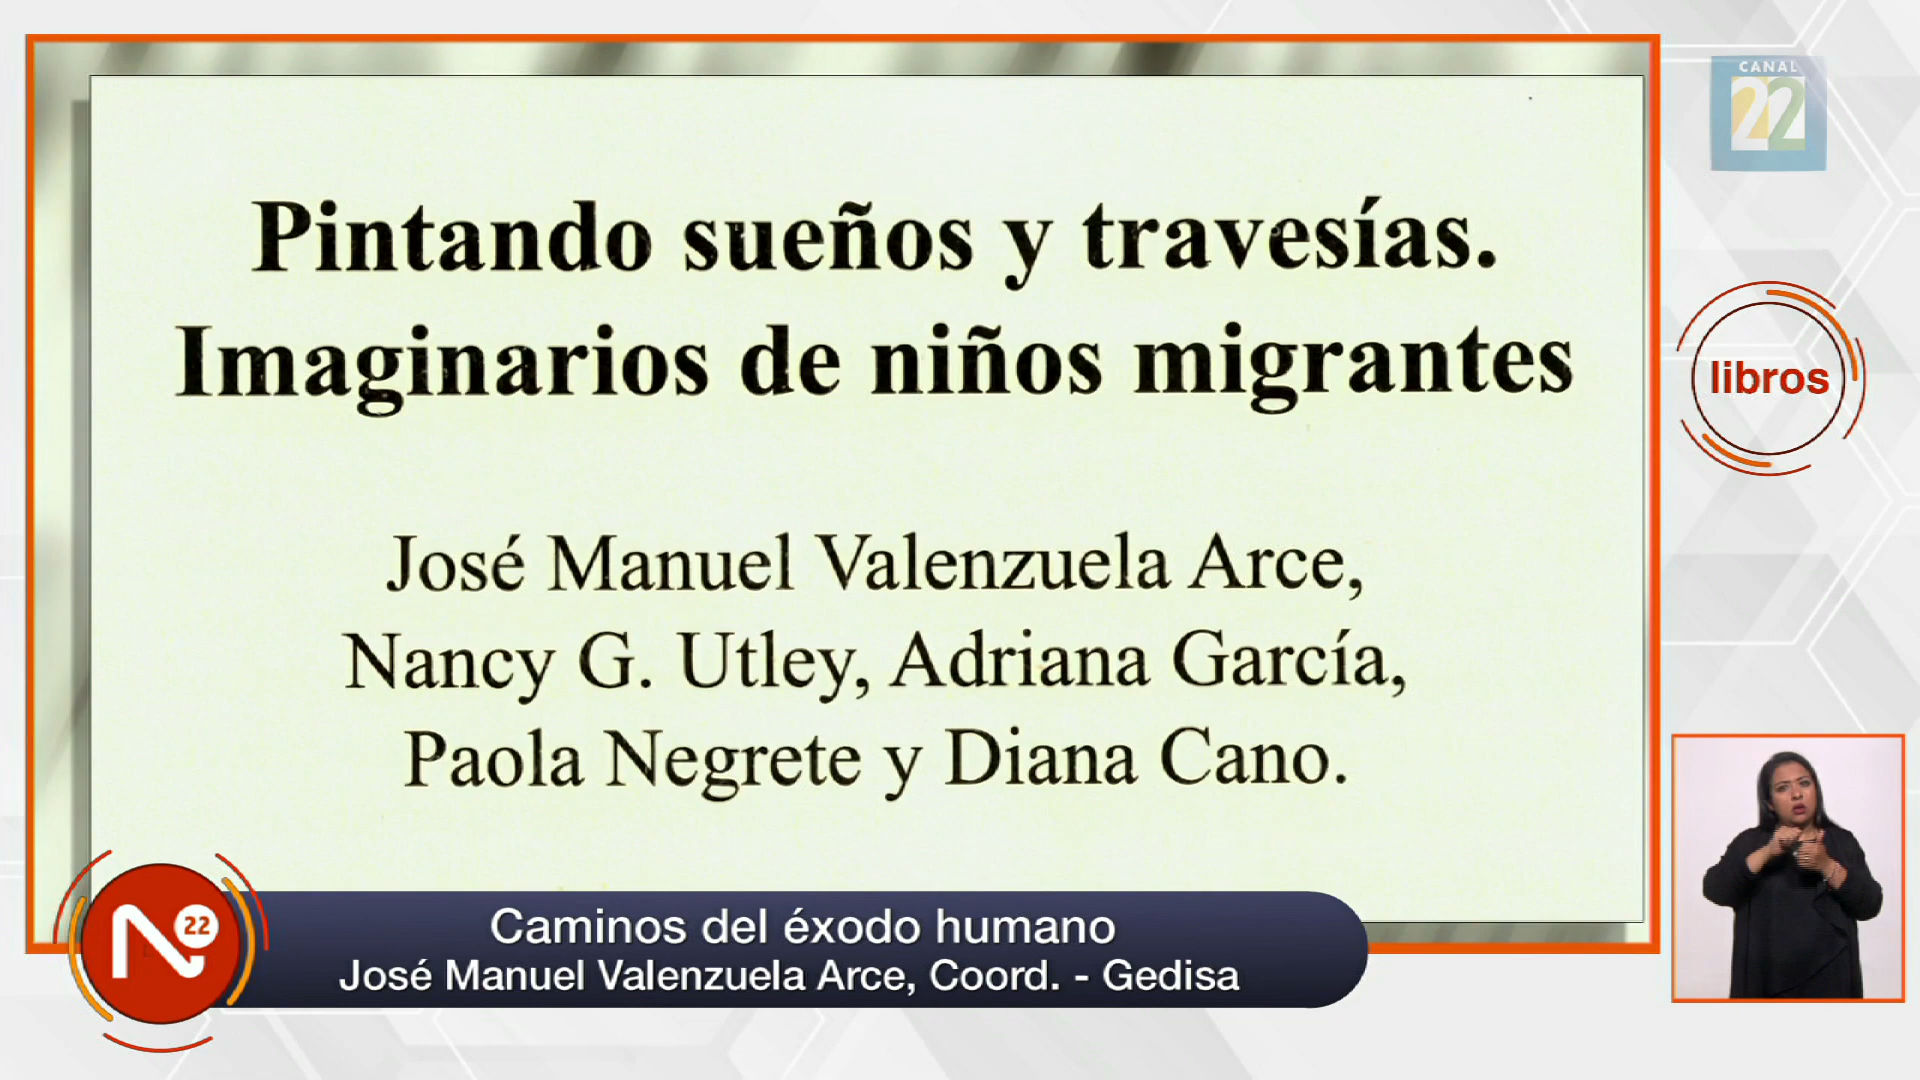 CANAL
22
Pintando sueños y travesías.
Imaginarios de niños migrantes
libros
José Manuel Valenzuela Arce,
Nancy G. Utley, Adriana García,
Paola Negrete y Diana Cano.
N22
Caminos del éxodo humano
José Manuel Valenzuela Arce, Coord. - Gedisa